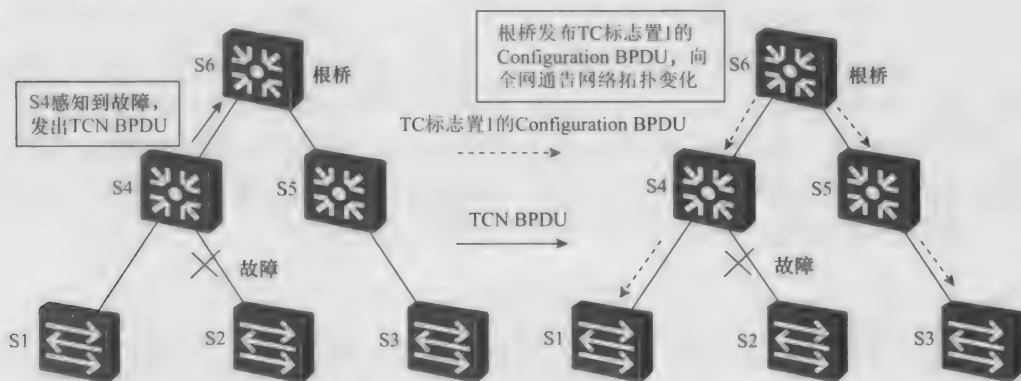 S6
根桥
S4感知到故障，
发出TCN BPDU
S4
S5
故障
S1
S2
S3
TC标志置1的Configuration BPDU
TCN BPDU
根桥发布TC标志置1的
Configuration BPDU，向
全网通告网络拓扑变化
S6
根桥
S4
S5
故障
S1
S2
S3